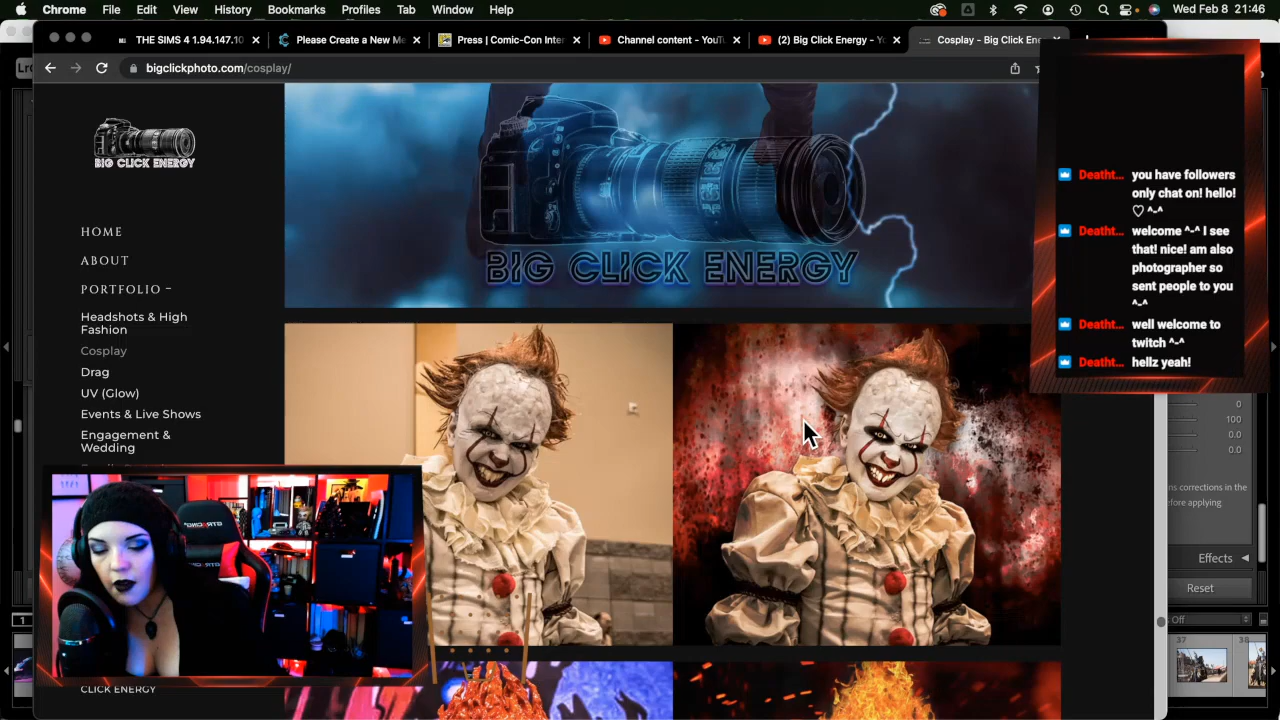 Chrome File Edit View History Bookmarks Profiles Tab Window Help Wed Feb 8 21:46
THE SIMS 4 1.94.147.10 Please Create a New M Press | Comic-Con Inter Channel content - YouTu (2) Big Click Energy - Yo Cosplay - Big Click En
bigclickphoto.com/cosplay/
BIG CLICK ENERGY
HOME
ABOUT
PORTFOLIO –
Headshots & High
Fashion
Cosplay
Drag
UV (Glow)
Events & Live Shows
Engagement &
Wedding
CLICK ENERGY
BIG CLICK ENERGY
Deatht... you have followers
only chat on! hello!
♡ ^-^
Deatht... welcome ^-^ I see
that! nice! am also
photographer so
sent people to you
^-^
Deatht... well welcome to
twitch ^-^
Deatht... hellz yeah!
0
100
0.0
0.0
ns corrections in the
efore applying
Effects
Reset
Off
1
37 38
GTRACING